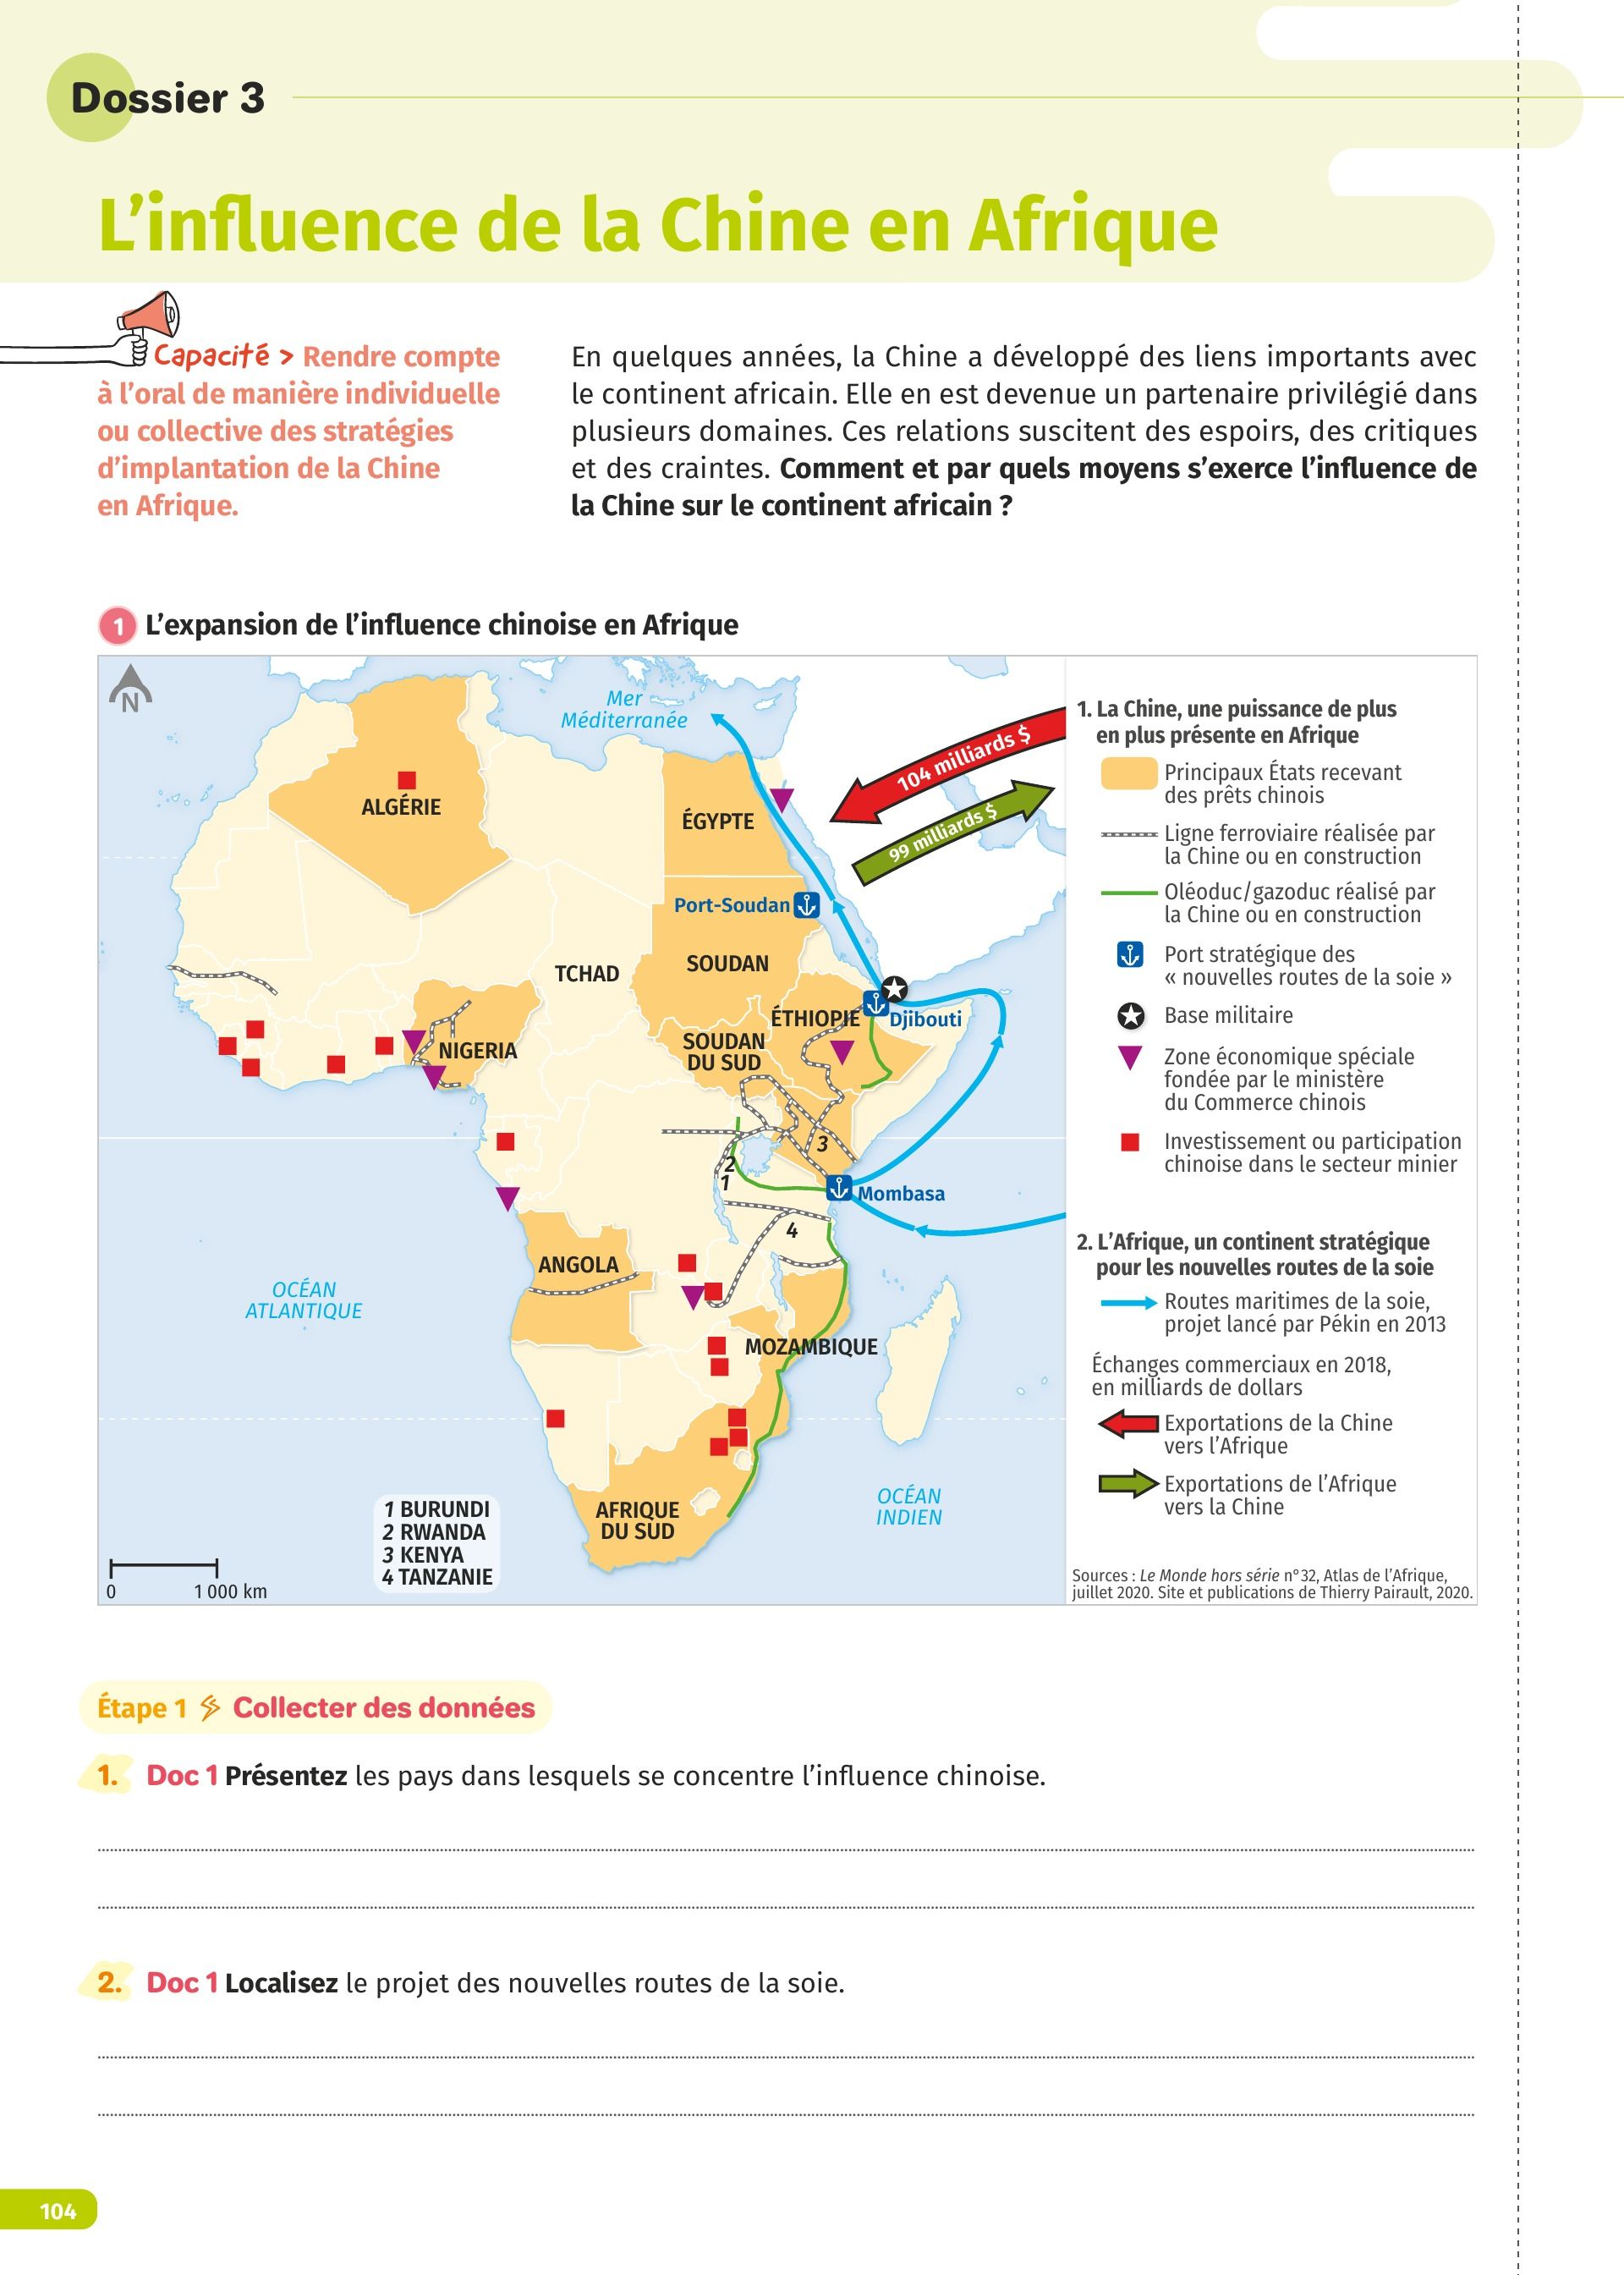 Dossier 3
L'influence de la Chine en Afrique
Capacité > Rendre compte
à l'oral de manière individuelle
ou collective des stratégies
d'implantation de la Chine
en Afrique.
En quelques années, la Chine a développé des liens importants avec
le continent africain. Elle en est devenue un partenaire privilégié dans
plusieurs domaines. Ces relations suscitent des espoirs, des critiques
et des craintes. Comment et par quels moyens s'exerce l'influence de
la Chine sur le continent africain ?
1 L'expansion de l'influence chinoise en Afrique
N
Mer
Méditerranée
104 milliards $
99 milliards $
ALGÉRIE
ÉGYPTE
Port-Soudan
SOUDAN
TCHAD
ÉTHIOPIE
Djibouti
SOUDAN
DU SUD
NIGERIA
3
2
1
Mombasa
4
ANGOLA
OCÉAN
ATLANTIQUE
MOZAMBIQUE
OCÉAN
INDIEN
AFRIQUE
DU SUD
1 BURUNDI
2 RWANDA
3 KENYA
4 TANZANIE
0 1 000 km
1. La Chine, une puissance de plus
en plus présente en Afrique
Principaux États recevant
des prêts chinois
Ligne ferroviaire réalisée par
la Chine ou en construction
Oléoduc/gazoduc réalisé par
la Chine ou en construction
Port stratégique des
« nouvelles routes de la soie »
Base militaire
Zone économique spéciale
fondée par le ministère
du Commerce chinois
Investissement ou participation
chinoise dans le secteur minier
2. L'Afrique, un continent stratégique
pour les nouvelles routes de la soie
Routes maritimes de la soie,
projet lancé par Pékin en 2013
Échanges commerciaux en 2018,
en milliards de dollars
Exportations de la Chine
vers l'Afrique
Exportations de l'Afrique
vers la Chine
Sources : Le Monde hors série n°32, Atlas de l'Afrique,
juillet 2020. Site et publications de Thierry Pairault, 2020.
Étape 1 Collecter des données
1. Doc 1 Présentez les pays dans lesquels se concentre l'influence chinoise.
2. Doc 1 Localisez le projet des nouvelles routes de la soie.
104